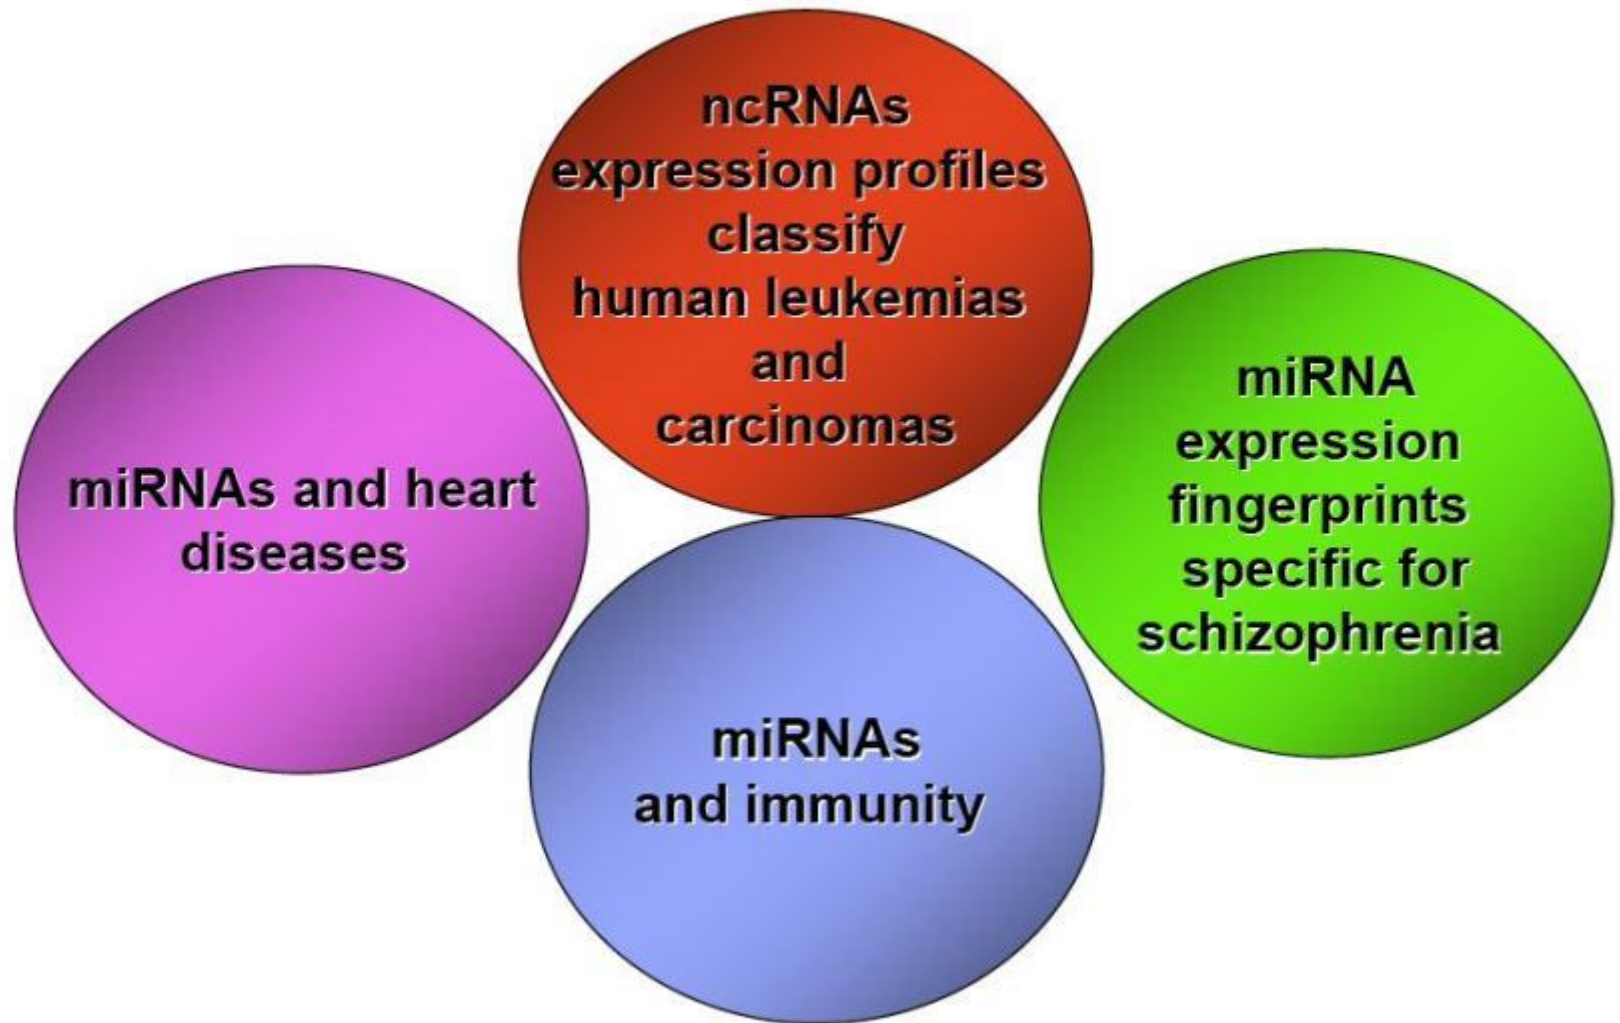 ncRNAs
expression profiles
classify
human leukemias
and
carcinomas
miRNAs and heart
diseases
miRNA
expression
fingerprints
specific for
schizophrenia
miRNAs
and immunity